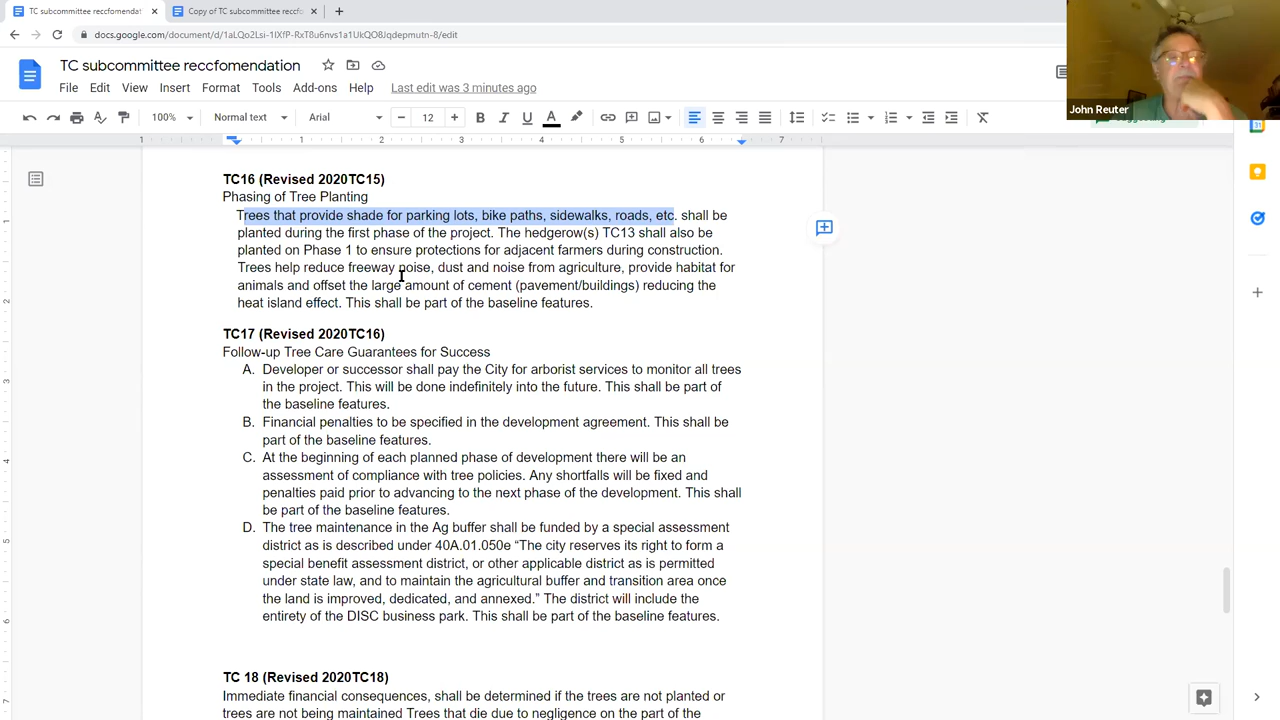 TC subcommittee reccfomendat
Copy of TC subcommittee reccfo
docs.google.com/document/d/1aLQo2Lsi-1IXfP-RxT8u6nvs1a1UkQO8Jqdepmutn-8/edit
TC subcommittee reccfomendation
File Edit View Insert Format Tools Add-ons Help Last edit was 3 minutes ago
John Reuter
100% Normal text Arial 12
1 1 2 3 4 5 6 7
TC16 (Revised 2020TC15)
Phasing of Tree Planting
Trees that provide shade for parking lots, bike paths, sidewalks, roads, etc. shall be
planted during the first phase of the project. The hedgerow(s) TC13 shall also be
planted on Phase 1 to ensure protections for adjacent farmers during construction.
Trees help reduce freeway noise, dust and noise from agriculture, provide habitat for
animals and offset the large amount of cement (pavement/buildings) reducing the
heat island effect. This shall be part of the baseline features.
TC17 (Revised 2020TC16)
Follow-up Tree Care Guarantees for Success
A. Developer or successor shall pay the City for arborist services to monitor all trees
in the project. This will be done indefinitely into the future. This shall be part of
the baseline features.
B. Financial penalties to be specified in the development agreement. This shall be
part of the baseline features.
C. At the beginning of each planned phase of development there will be an
assessment of compliance with tree policies. Any shortfalls will be fixed and
penalties paid prior to advancing to the next phase of the development. This shall
be part of the baseline features.
D. The tree maintenance in the Ag buffer shall be funded by a special assessment
district as is described under 40A.01.050e “The city reserves its right to form a
special benefit assessment district, or other applicable district as is permitted
under state law, and to maintain the agricultural buffer and transition area once
the land is improved, dedicated, and annexed.” The district will include the
entirety of the DISC business park. This shall be part of the baseline features.
TC 18 (Revised 2020TC18)
Immediate financial consequences, shall be determined if the trees are not planted or
trees are not being maintained Trees that die due to negligence on the part of the